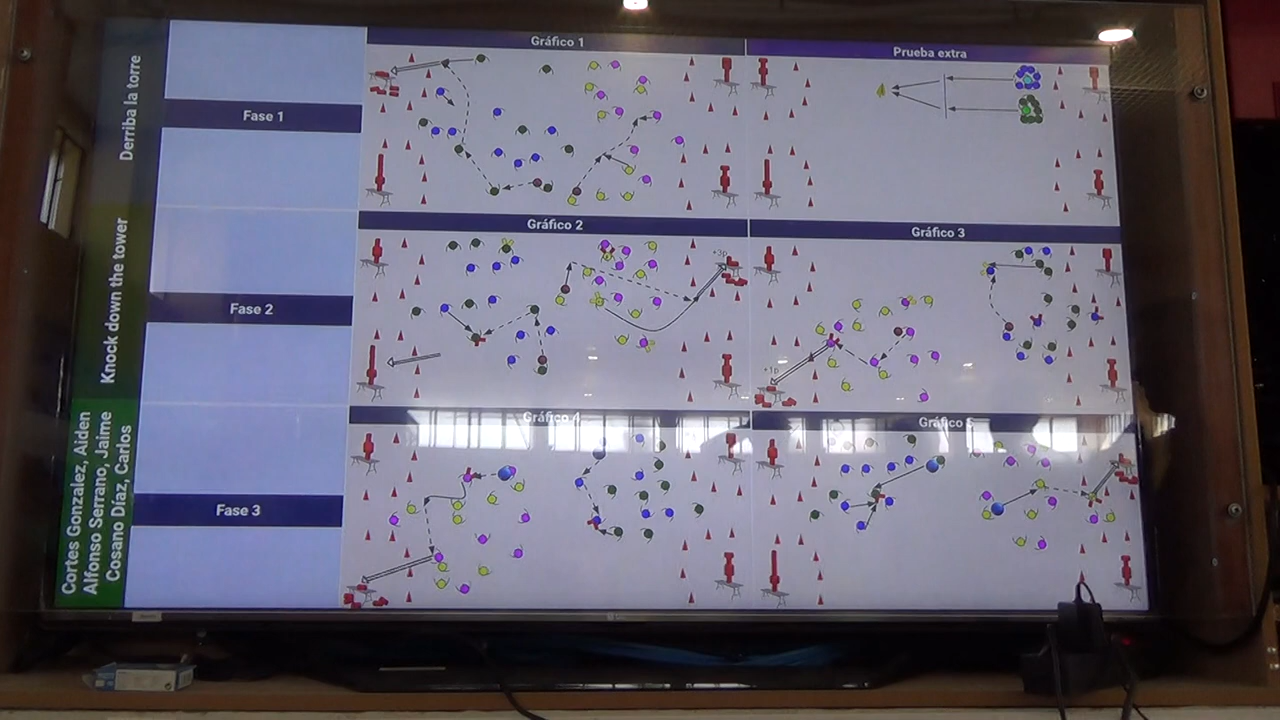 Derriba la torre
Knock down the tower
Cortes Gonzalez, Aiden
Alfonso Serrano, Jaime
Cosano Díaz, Carlos
Fase 1
Fase 2
Fase 3
Gráfico 1
Prueba extra
Gráfico 2
+3p
Gráfico 3
+1p
Gráfico 4
Gráfico 5